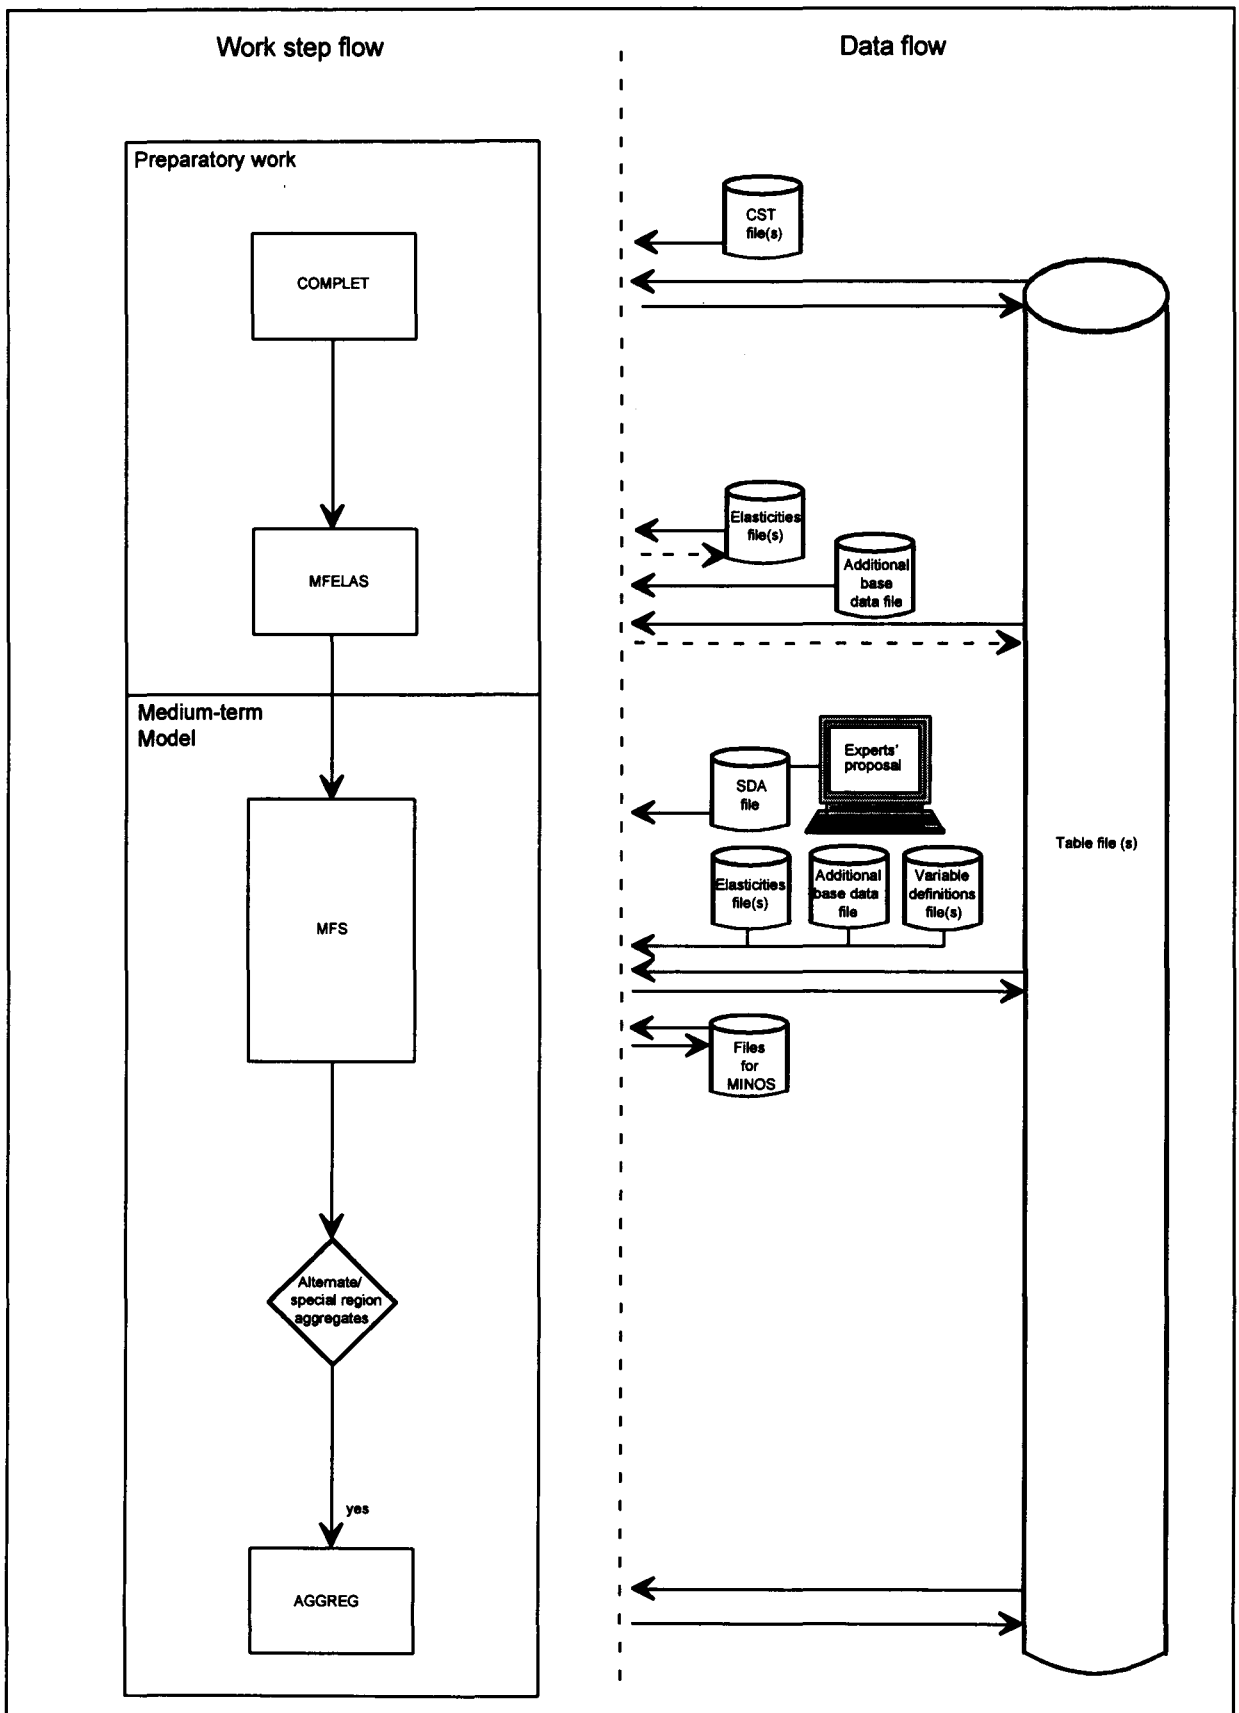 Work step flow
Data flow
Preparatory work
CST
file(s)
COMPLET
Elasticities
file(s)
Additional
base
data file
MFELAS
Medium-term
Model
Experts'
proposal
SDA
file
Table file (s)
Elasticities
file(s)
Additional
base data
file
Variable
definitions
file(s)
MFS
Files
for
MINOS
Alternate/
special region
aggregates
yes
AGGREG